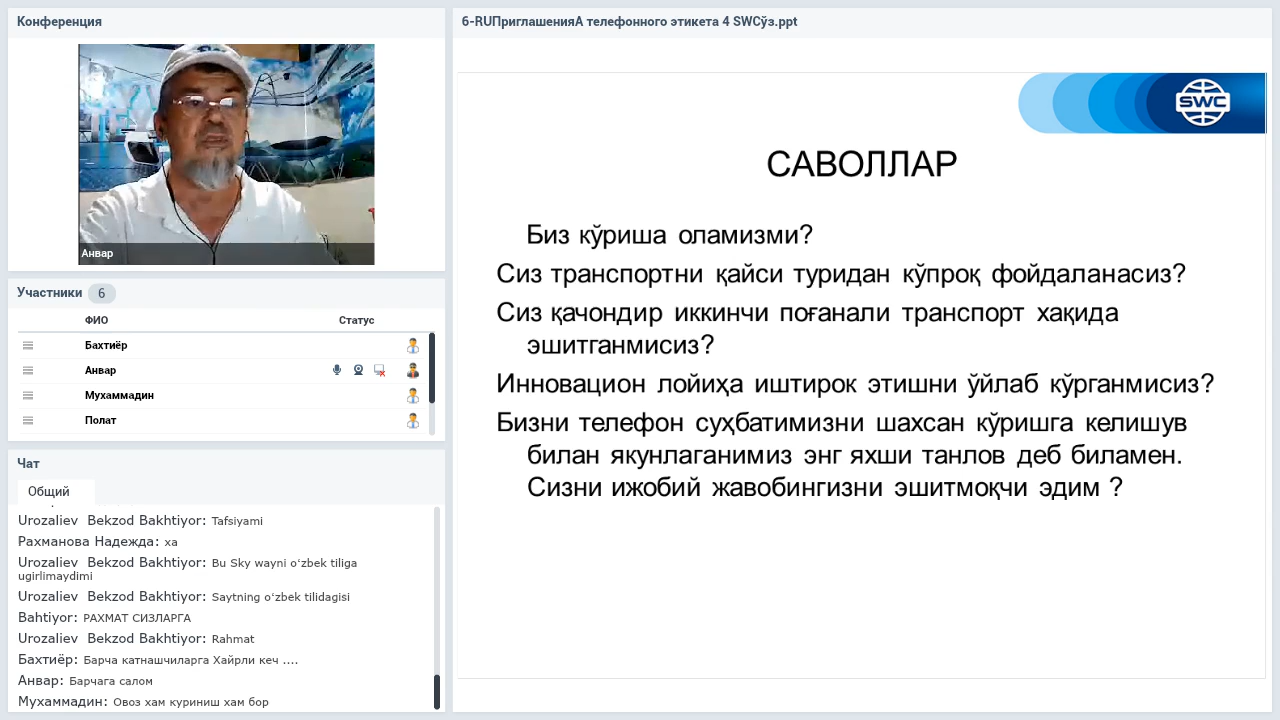 Конференция
Анвар
Участники 6
ФИО Статус
Бахтиёр
Анвар
Мухаммадин
Полат
Чат
Общий
Urozaliev Bekzod Bakhtiyor: Tafsiyami
Рахманова Надежда: ха
Urozaliev Bekzod Bakhtiyor: Bu Sky wayni oʻzbek tiliga
ugirlimaydimi
Urozaliev Bekzod Bakhtiyor: Saytning oʻzbek tilidagisi
Bahtiyor: РАХМАТ СИЗЛАРГА
Urozaliev Bekzod Bakhtiyor: Rahmat
Бахтиёр: Барча катнашчиларга Хайрли кеч ....
Анвар: Барчага салом
Мухаммадин: Овоз хам куриниш хам бор
6-RUПриглашенияА телефонного этикета 4 SWCўз.ppt
SWC
САВОЛЛАР
Биз кўриша оламизми?
Сиз транспортни қайси туридан кўпроқ фойдаланасиз?
Сиз қачондир иккинчи поғанали транспорт хақида
эшитганмисиз?
Инновацион лойиҳа иштирок этишни ўйлаб кўрганмисиз?
Бизни телефон суҳбатимизни шахсан кўришга келишув
билан якунлаганимиз энг яхши танлов деб биламен.
Сизни ижобий жавобингизни эшитмоқчи эдим ?